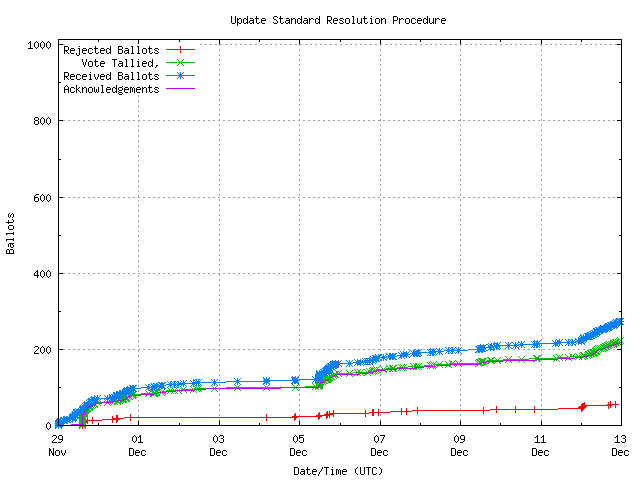 Update Standard Resolution Procedure
1000
800
600
400
200
0
Ballots
Rejected Ballots
Vote Tallied,
Received Ballots
Acknowledgements
29 01 03 05 07 09 11 13
Nov Dec Dec Dec Dec Dec Dec Dec
Date/Time (UTC)